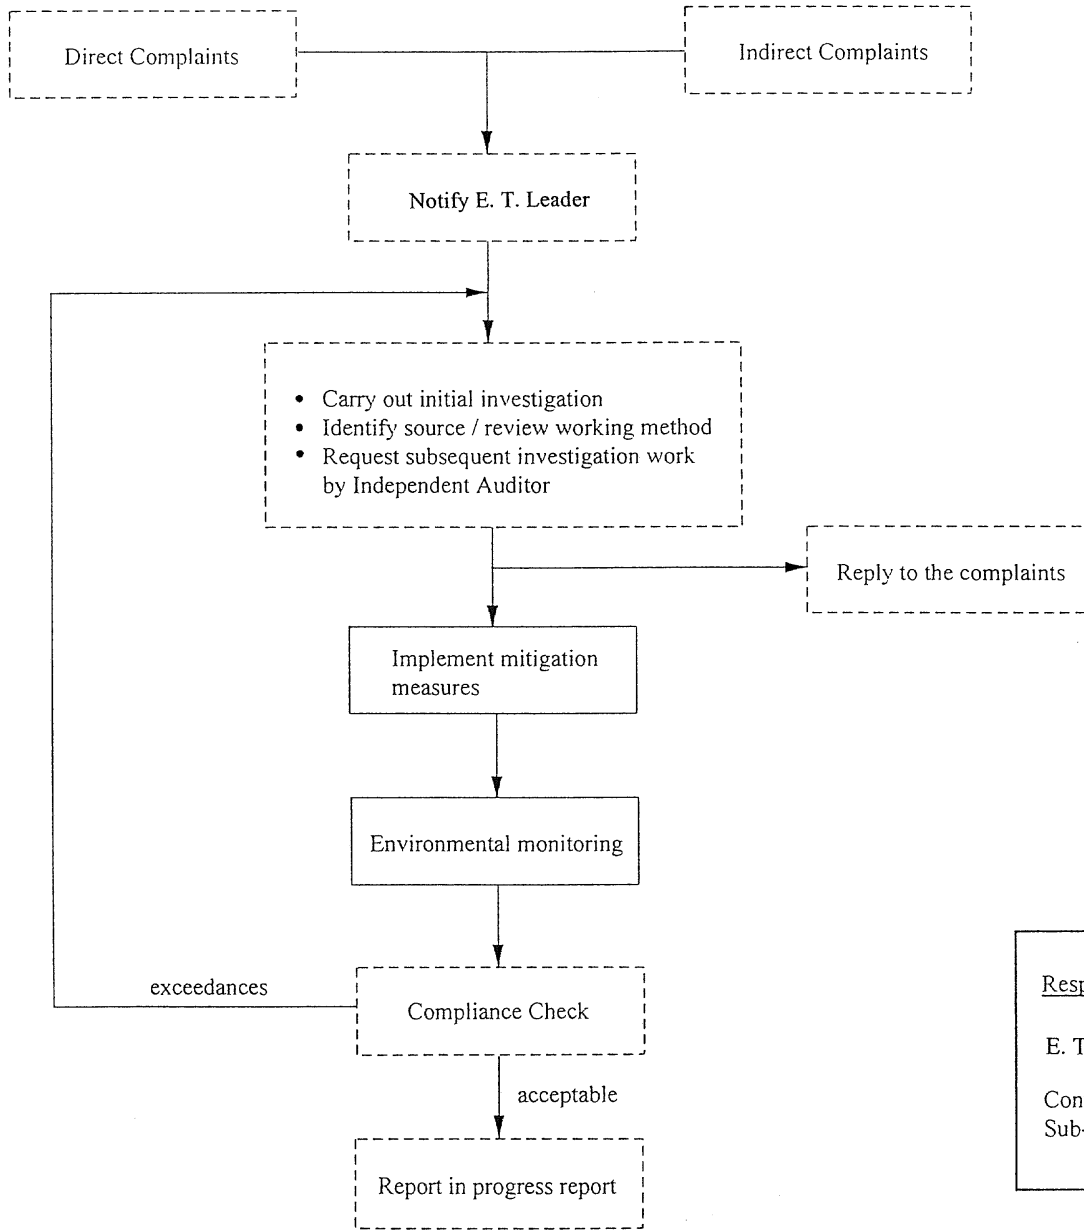 Direct Complaints
Indirect Complaints
Notify E. T. Leader
• Carry out initial investigation
• Identify source / review working method
• Request subsequent investigation work
by Independent Auditor
Reply to the complaints
Implement mitigation
measures
Environmental monitoring
exceedances
Compliance Check
acceptable
Report in progress report
E. T